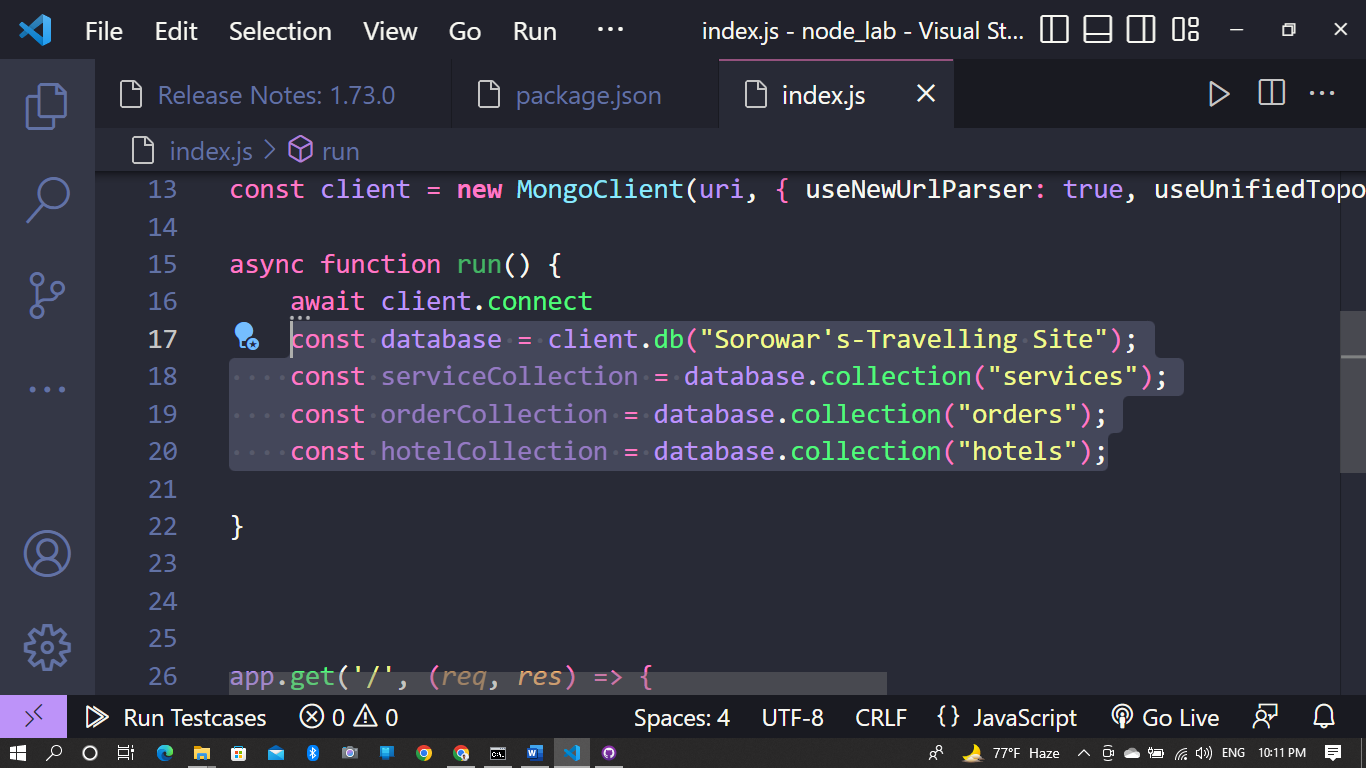 File Edit Selection View Go Run ··· index.js - node_lab - Visual St...
Release Notes: 1.73.0 package.json index.js
index.js > run
13 const client = new MongoClient(uri, { useNewUrlParser: true, useUnifiedTopo
14
15 async function run() {
16 await client.connect
17 const database = client.db("Sorowar's-Travelling Site");
18 const serviceCollection = database.collection("services");
19 const orderCollection = database.collection("orders");
20 const hotelCollection = database.collection("hotels");
21
22 }
23
24
25
26 app.get('/', (req, res) => {
Run Testcases 0 0 Spaces: 4 UTF-8 CRLF {} JavaScript Go Live
77°F Haze ENG 10:11 PM